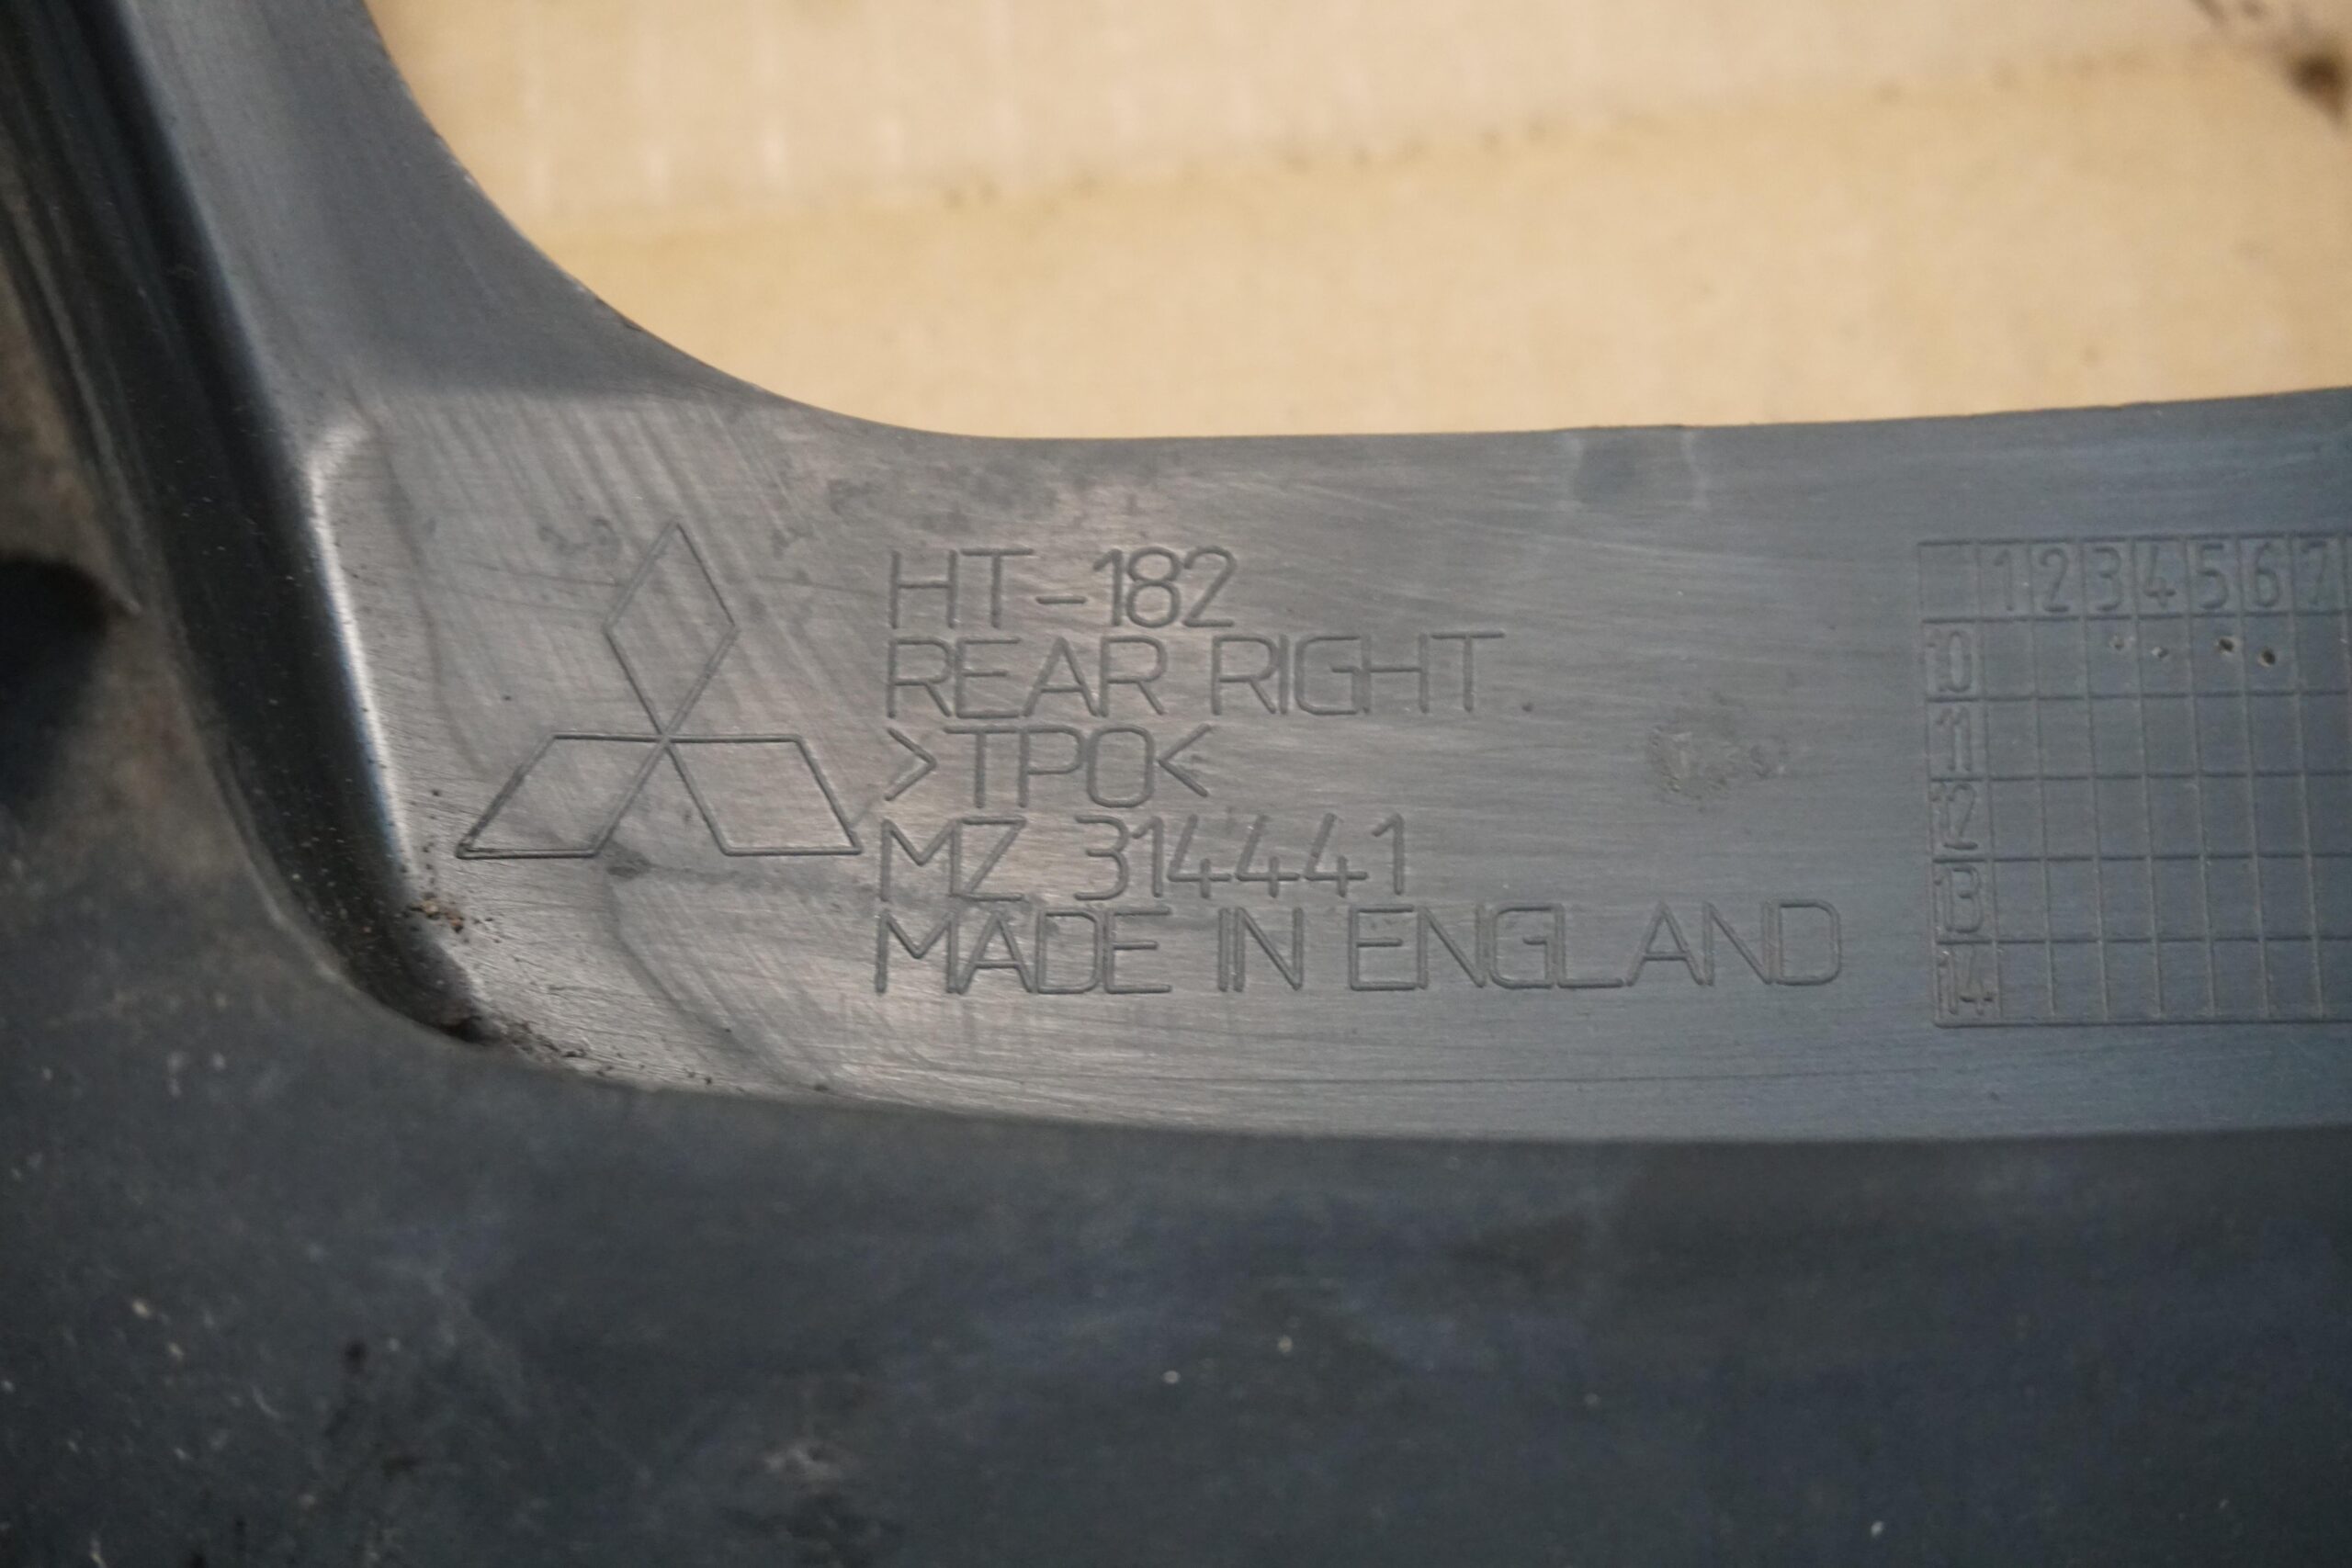 HT-182
REAR RIGHT.
>TPO<
MZ 314441
MADE IN ENGLAND
1 2 3 4 5 6 7
10
11
12
13
14